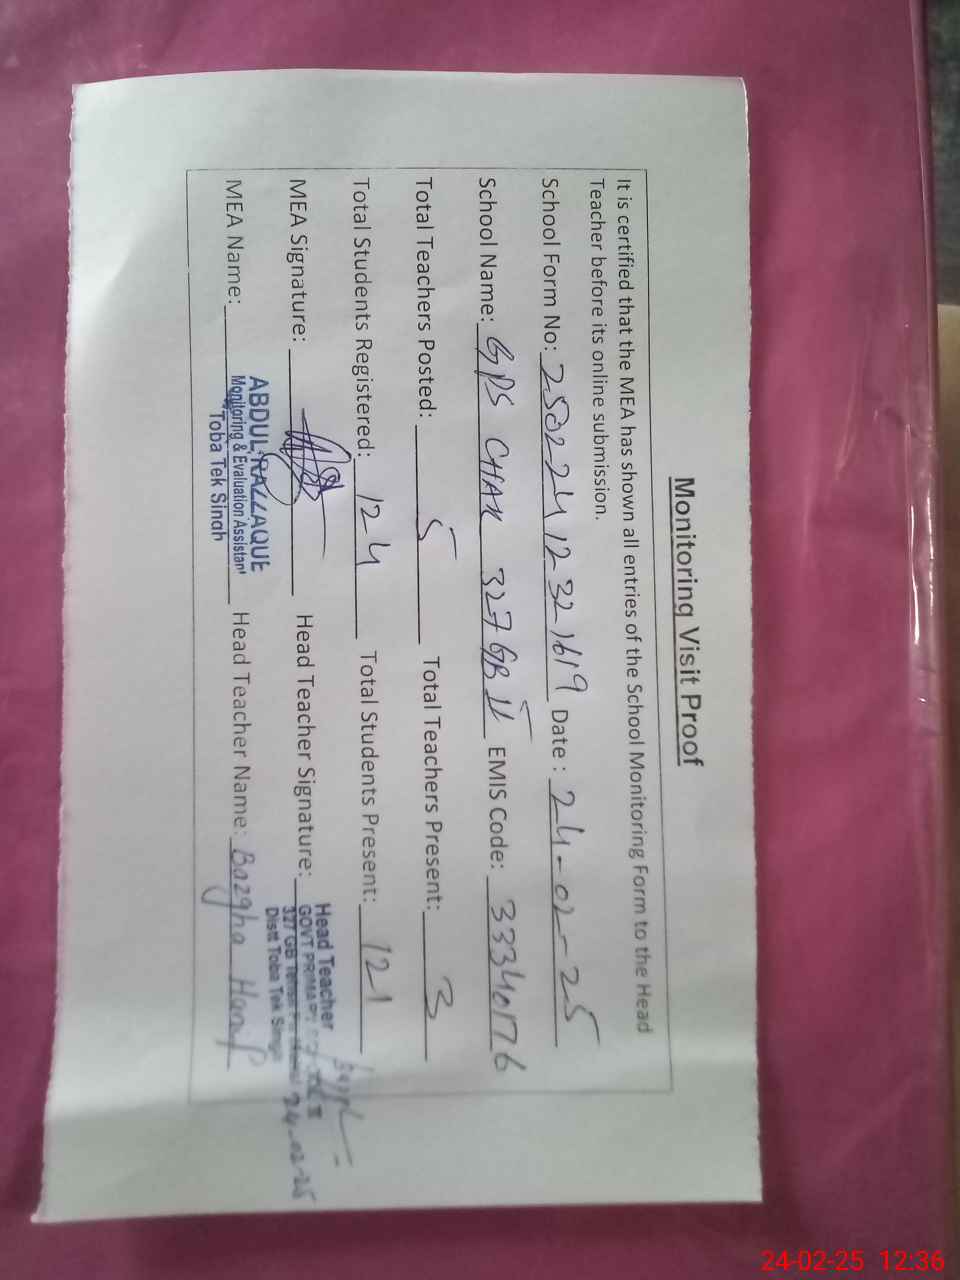 Monitoring Visit Proof
It is certified that the MEA has shown all entries of the School Monitoring Form to the Head
Teacher before its online submission.
School Form No: 25022412321619 Date: 24-02-25
School Name: GPS CHAK 327 GB II EMIS Code: 33340176
Total Teachers Posted: 5 Total Teachers Present: 3
Total Students Registered: 124 Total Students Present: 121
MEA Signature: Head Teacher Signature:
Head Teacher
GOVT PRIMARY
327 GB
Distt Toba Tek Singh
24-02-25
MEA Name: Head Teacher Name: Bazgha Hanif
ABDUL RAZZAQUE
Monitoring & Evaluation Assistant
Toba Tek Singh
24-02-25 12:36